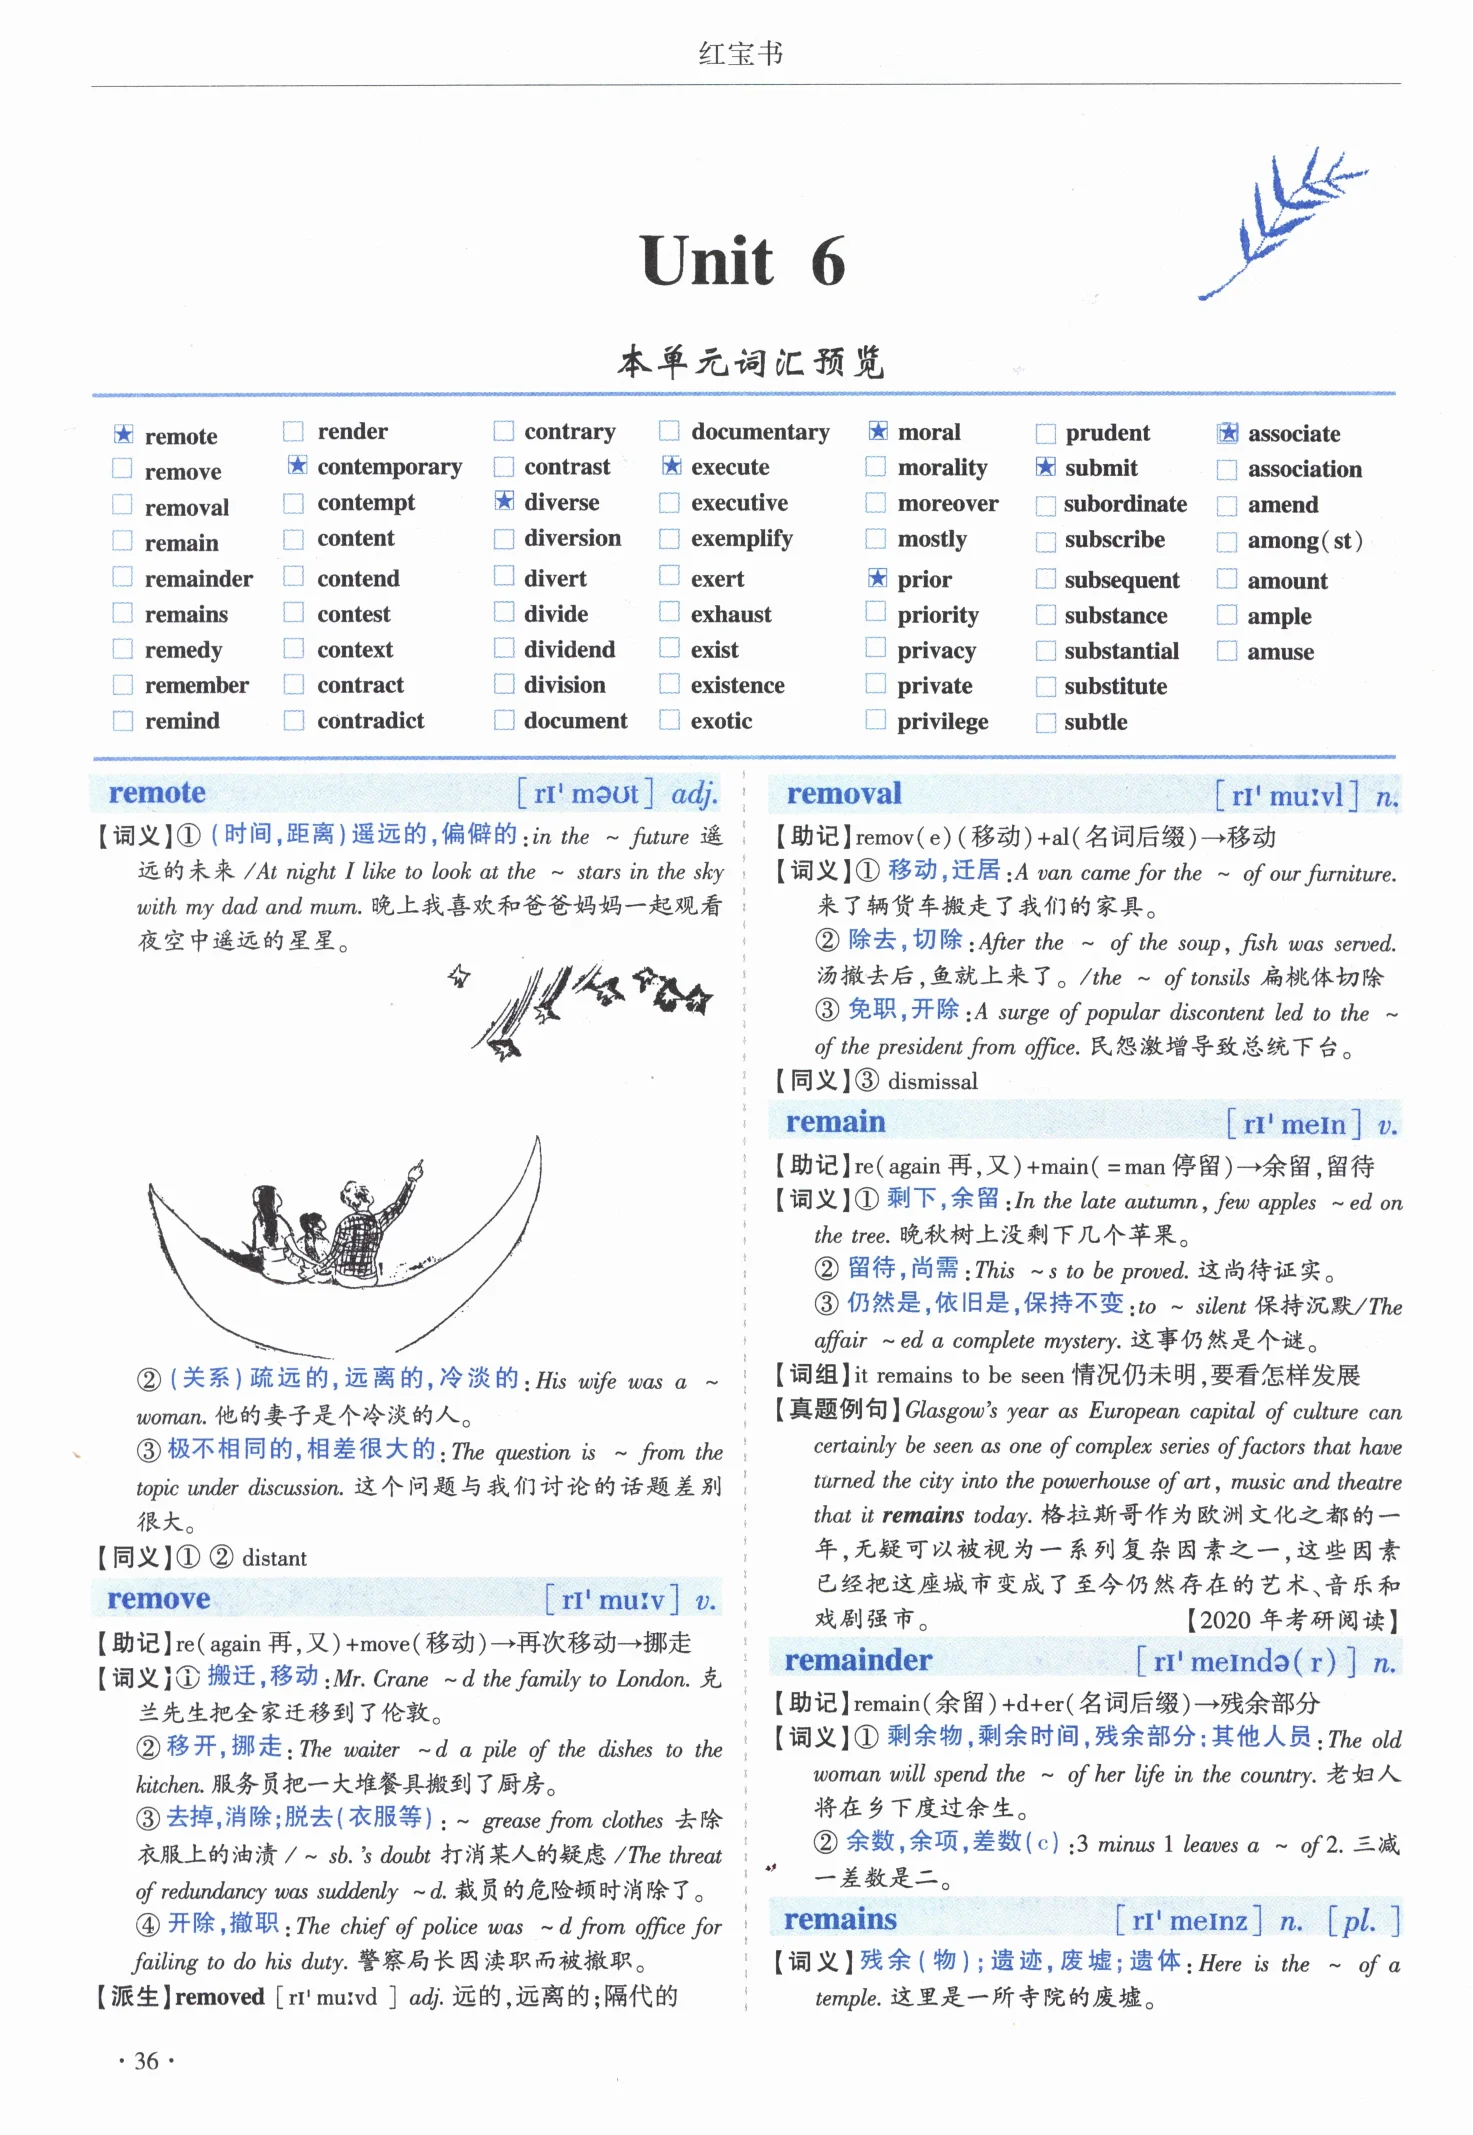 红宝书
Unit 6
本单元词汇预览
remote render contrary documentary moral prudent associate
remove contemporary contrast execute morality submit association
removal contempt diverse executive moreover subordinate amend
remain content diversion exemplify mostly subscribe among(st)
remainder contend divert exert prior subsequent amount
remains contest divide exhaust priority substance ample
remedy context dividend exist privacy substantial amuse
remember contract division existence private substitute
remind contradict document exotic privilege subtle
remote [rɪˈməʊt] adj.
【词义】①(时间,距离)遥远的,偏僻的:in the ~ future 遥
远的未来/At night I like to look at the ~ stars in the sky
with my dad and mum. 晚上我喜欢和爸爸妈妈一起观看
夜空中遥远的星星。
②(关系)疏远的,远离的,冷淡的:His wife was a ~
woman. 他的妻子是个冷淡的人。
③极不相同的,相差很大的:The question is ~ from the
topic under discussion. 这个问题与我们讨论的话题差别
很大。
【同义】①② distant
remove [rɪˈmuːv] v.
【助记】re(again 再,又)+move(移动)→再次移动→挪走
【词义】①搬迁,移动:Mr. Crane ~d the family to London. 克
兰先生把全家迁移到了伦敦。
②移开,挪走:The waiter ~d a pile of the dishes to the
kitchen. 服务员把一大堆餐具搬到了厨房。
③去掉,消除;脱去(衣服等):~ grease from clothes 去除
衣服上的油渍/~ sb.'s doubt 打消某人的疑虑/The threat
of redundancy was suddenly ~d. 裁员的危险顿时消除了。
④开除,撤职:The chief of police was ~d from office for
failing to do his duty. 警察局长因渎职而被撤职。
【派生】removed [rɪˈmuːvd] adj. 远的,远离的;隔代的
removal [rɪˈmuːvl] n.
【助记】remov(e)(移动)+al(名词后缀)→移动
【词义】①移动,迁居:A van came for the ~ of our furniture.
来了辆货车搬走了我们的家具。
②除去,切除:After the ~ of the soup, fish was served.
汤撤去后,鱼就上来了。/the ~ of tonsils 扁桃体切除
③免职,开除:A surge of popular discontent led to the ~
of the president from office. 民怨激增导致总统下台。
【同义】③ dismissal
remain [rɪˈmeɪn] v.
【助记】re(again 再,又)+main(=man 停留)→余留,留待
【词义】①剩下,余留:In the late autumn, few apples ~ed on
the tree. 晚秋树上没剩下几个苹果。
②留待,尚需:This ~s to be proved. 这尚待证实。
③仍然是,依旧是,保持不变:to ~ silent 保持沉默/The
affair ~ed a complete mystery. 这事仍然是个谜。
【词组】it remains to be seen 情况仍未明,要看怎样发展
【真题例句】Glasgow's year as European capital of culture can
certainly be seen as one of complex series of factors that have
turned the city into the powerhouse of art, music and theatre
that it remains today. 格拉斯哥作为欧洲文化之都的一
年,无疑可以被视为一系列复杂因素之一,这些因素
已经把这座城市变成了至今仍然存在的艺术、音乐和
戏剧强市。 【2020 年考研阅读】
remainder [rɪˈmeɪndə(r)] n.
【助记】remain(余留)+d+er(名词后缀)→残余部分
【词义】①剩余物,剩余时间,残余部分;其他人员:The old
woman will spend the ~ of her life in the country. 老妇人
将在乡下度过余生。
②余数,余项,差数(c):3 minus 1 leaves a ~ of 2. 三减
一差数是二。
remains [rɪˈmeɪnz] n. [pl.]
【词义】残余(物);遗迹,废墟;遗体:Here is the ~ of a
temple. 这里是一所寺院的废墟。
·36·